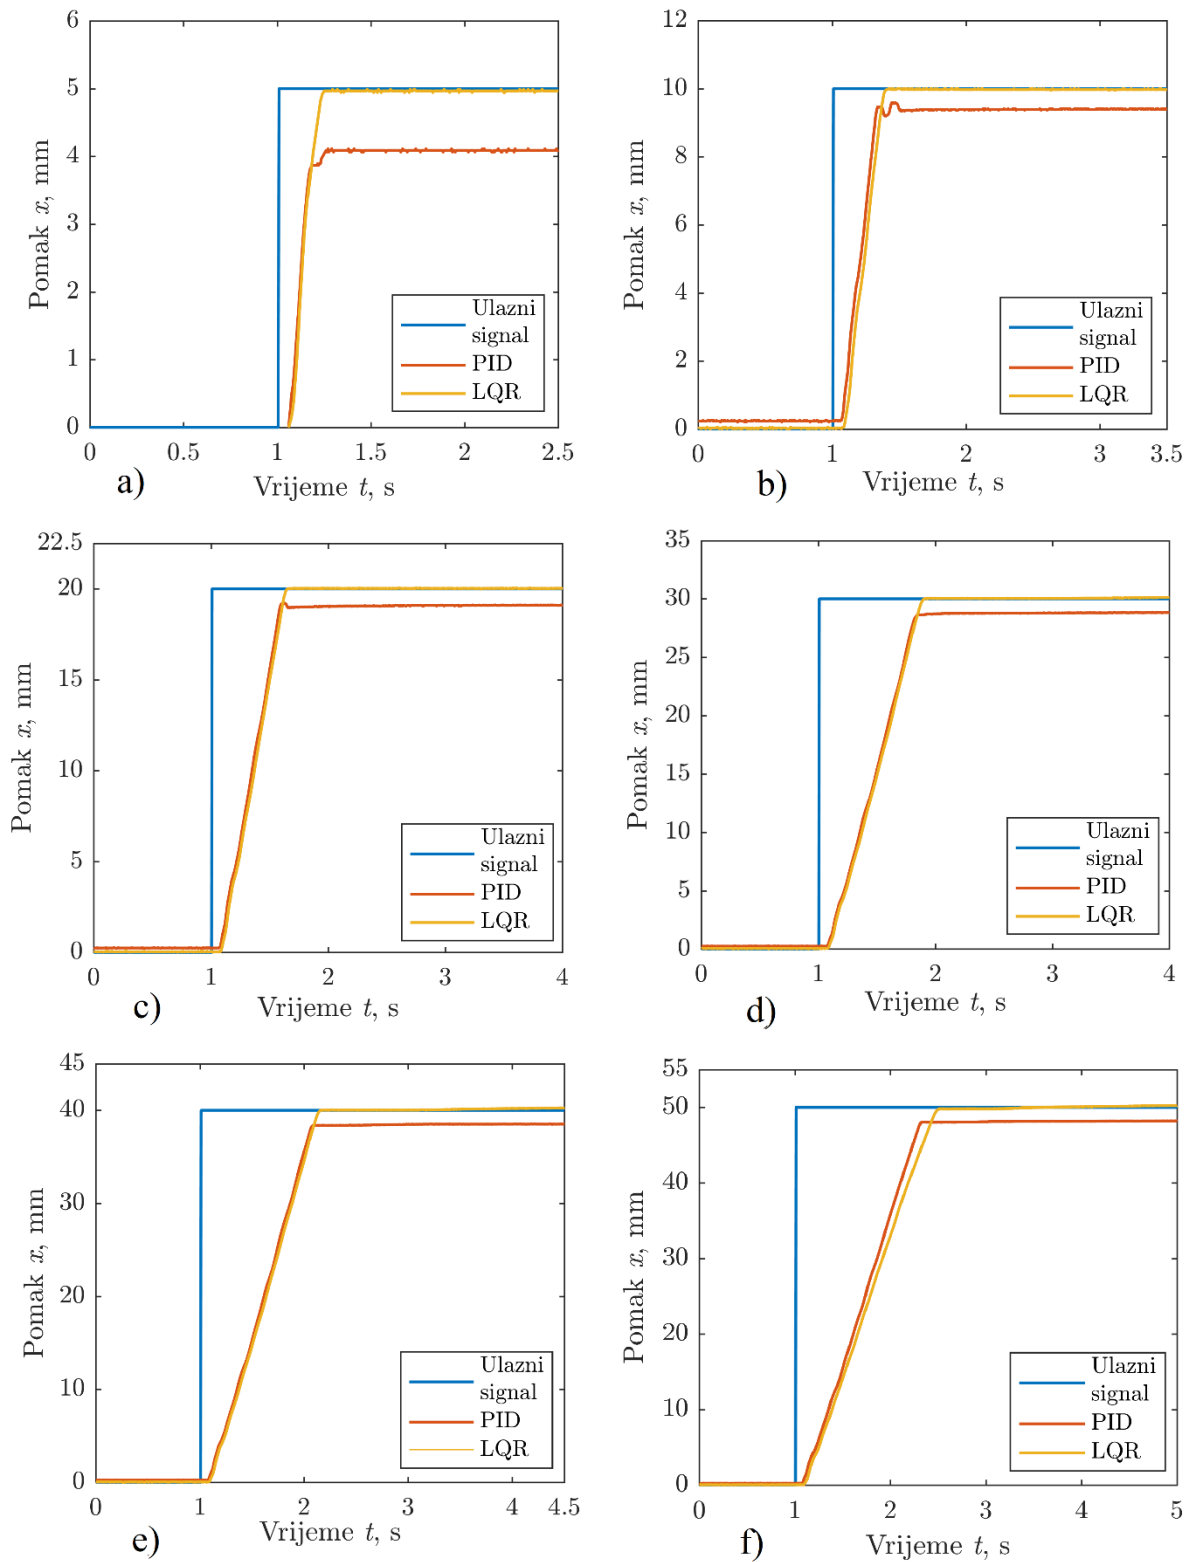 6
5
4
3
2
1
0
0 0.5 1 1.5 2 2.5
Pomak x, mm
Vrijeme t, s
Ulazni
signal
PID
LQR
a)
12
10
8
6
4
2
0
0 1 2 3 3.5
Pomak x, mm
Vrijeme t, s
Ulazni
signal
PID
LQR
b)
22.5
20
15
10
5
0
0 1 2 3 4
Pomak x, mm
Vrijeme t, s
Ulazni
signal
PID
LQR
c)
35
30
25
20
15
10
5
0
0 1 2 3 4
Pomak x, mm
Vrijeme t, s
Ulazni
signal
PID
LQR
d)
45
40
30
20
10
0
0 1 2 3 4 4.5
Pomak x, mm
Vrijeme t, s
Ulazni
signal
PID
LQR
e)
55
50
40
30
20
10
0
0 1 2 3 4 5
Pomak x, mm
Vrijeme t, s
Ulazni
signal
PID
LQR
f)